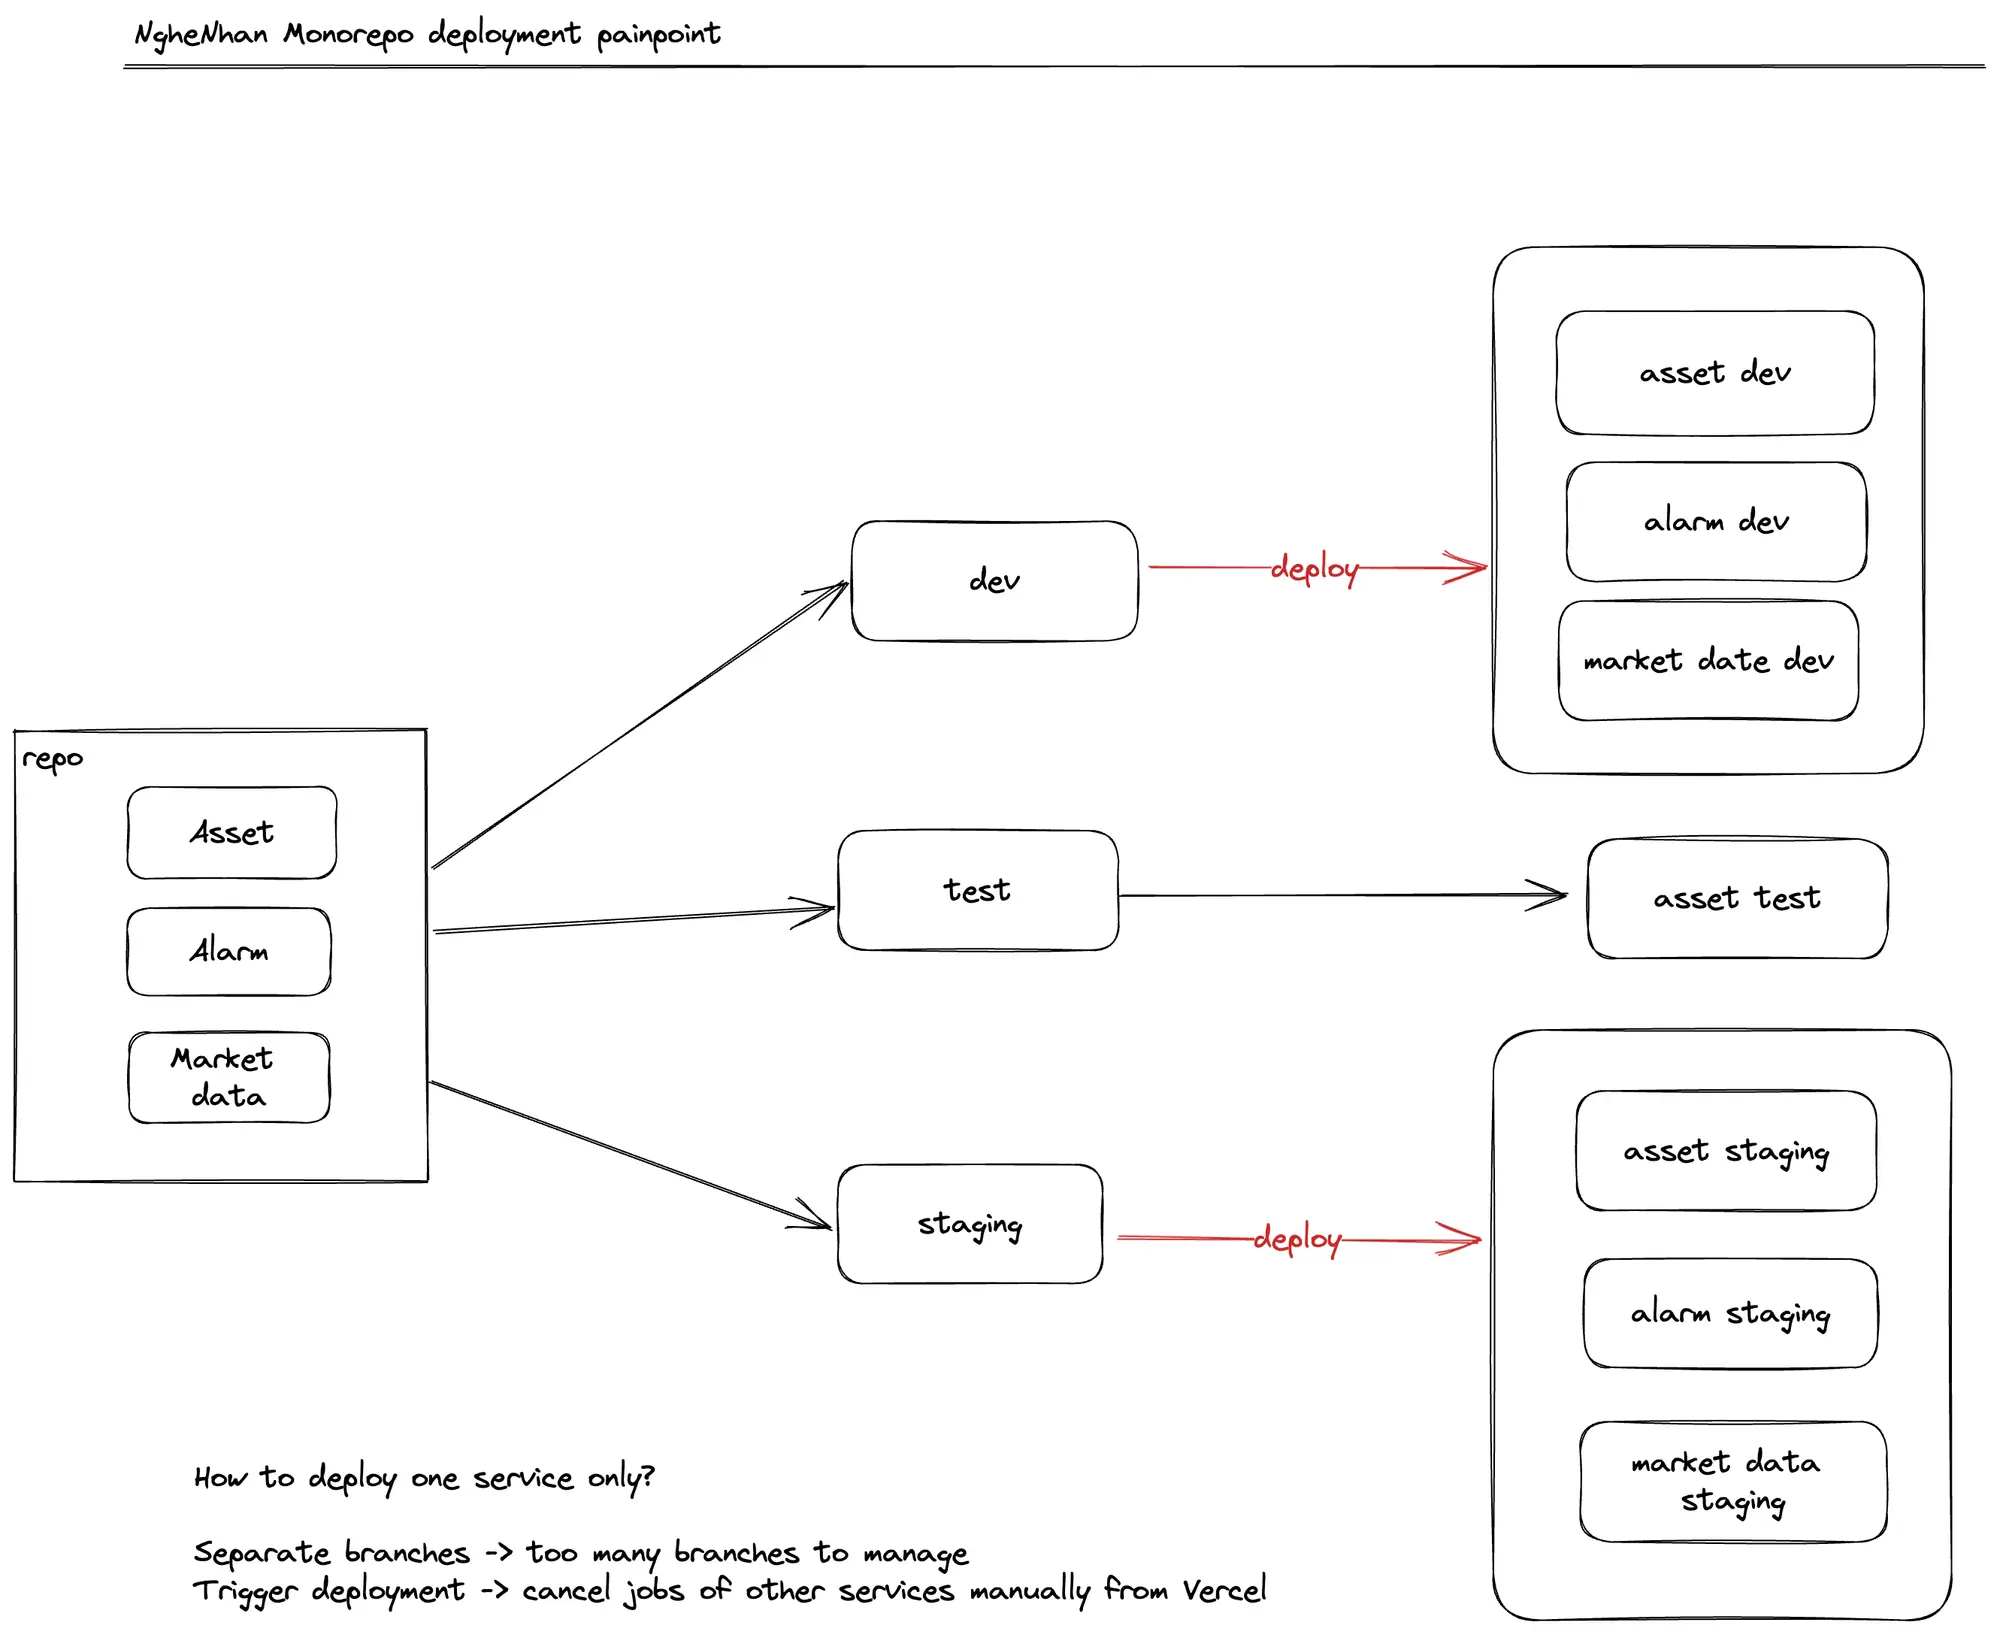 NgheNhan Monorepo deployment painpoint
repo
Asset
Alarm
Market
data
dev
test
staging
deploy
deploy
asset dev
alarm dev
market date dev
asset test
asset staging
alarm staging
market data
staging
How to deploy one service only?
Separate branches -> too many branches to manage
Trigger deployment -> cancel jobs of other services manually from Vercel